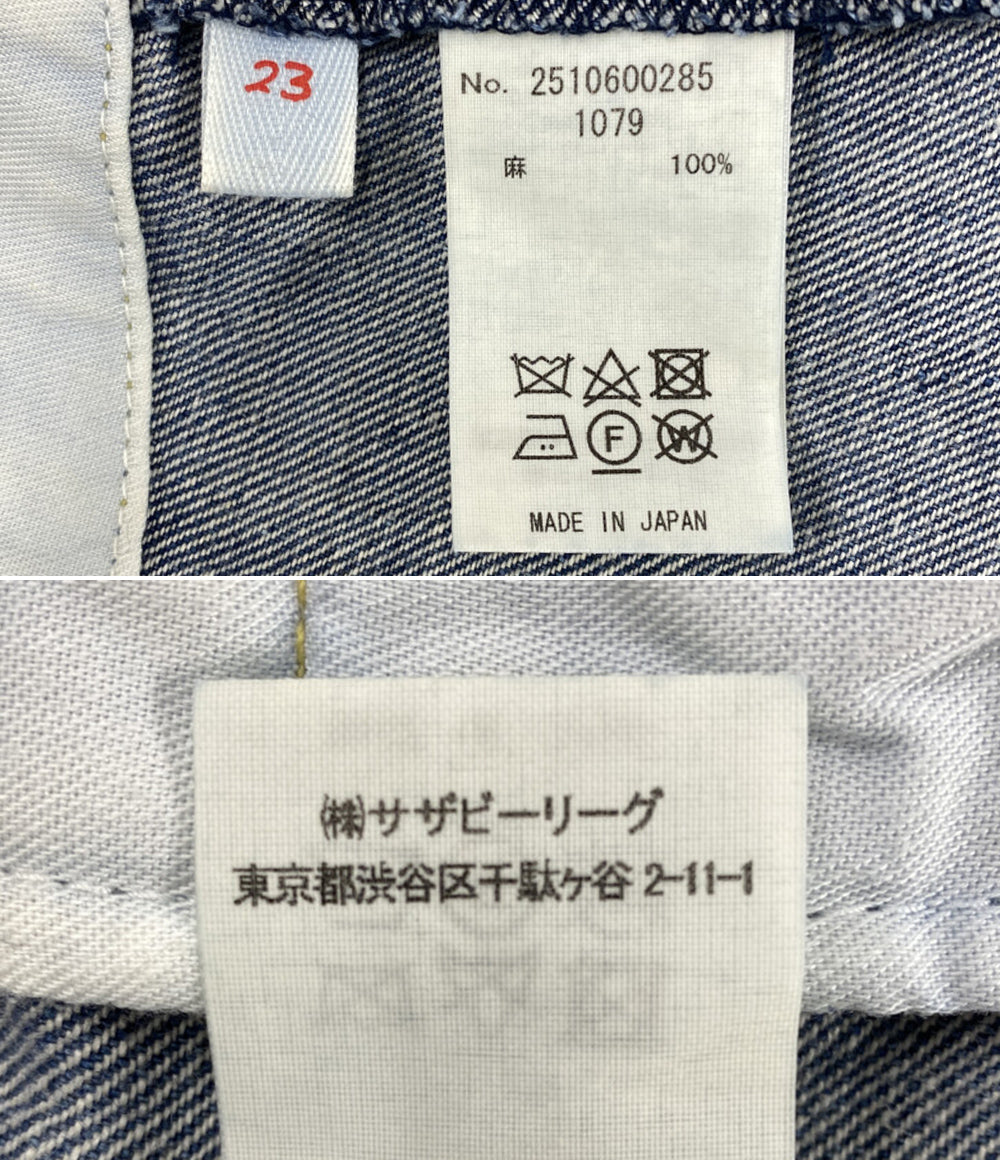 23
No. 2510600285
1079
麻 100%
F
W
MADE IN JAPAN
㈱サザビーリーグ
東京都渋谷区千駄ヶ谷 2-11-1